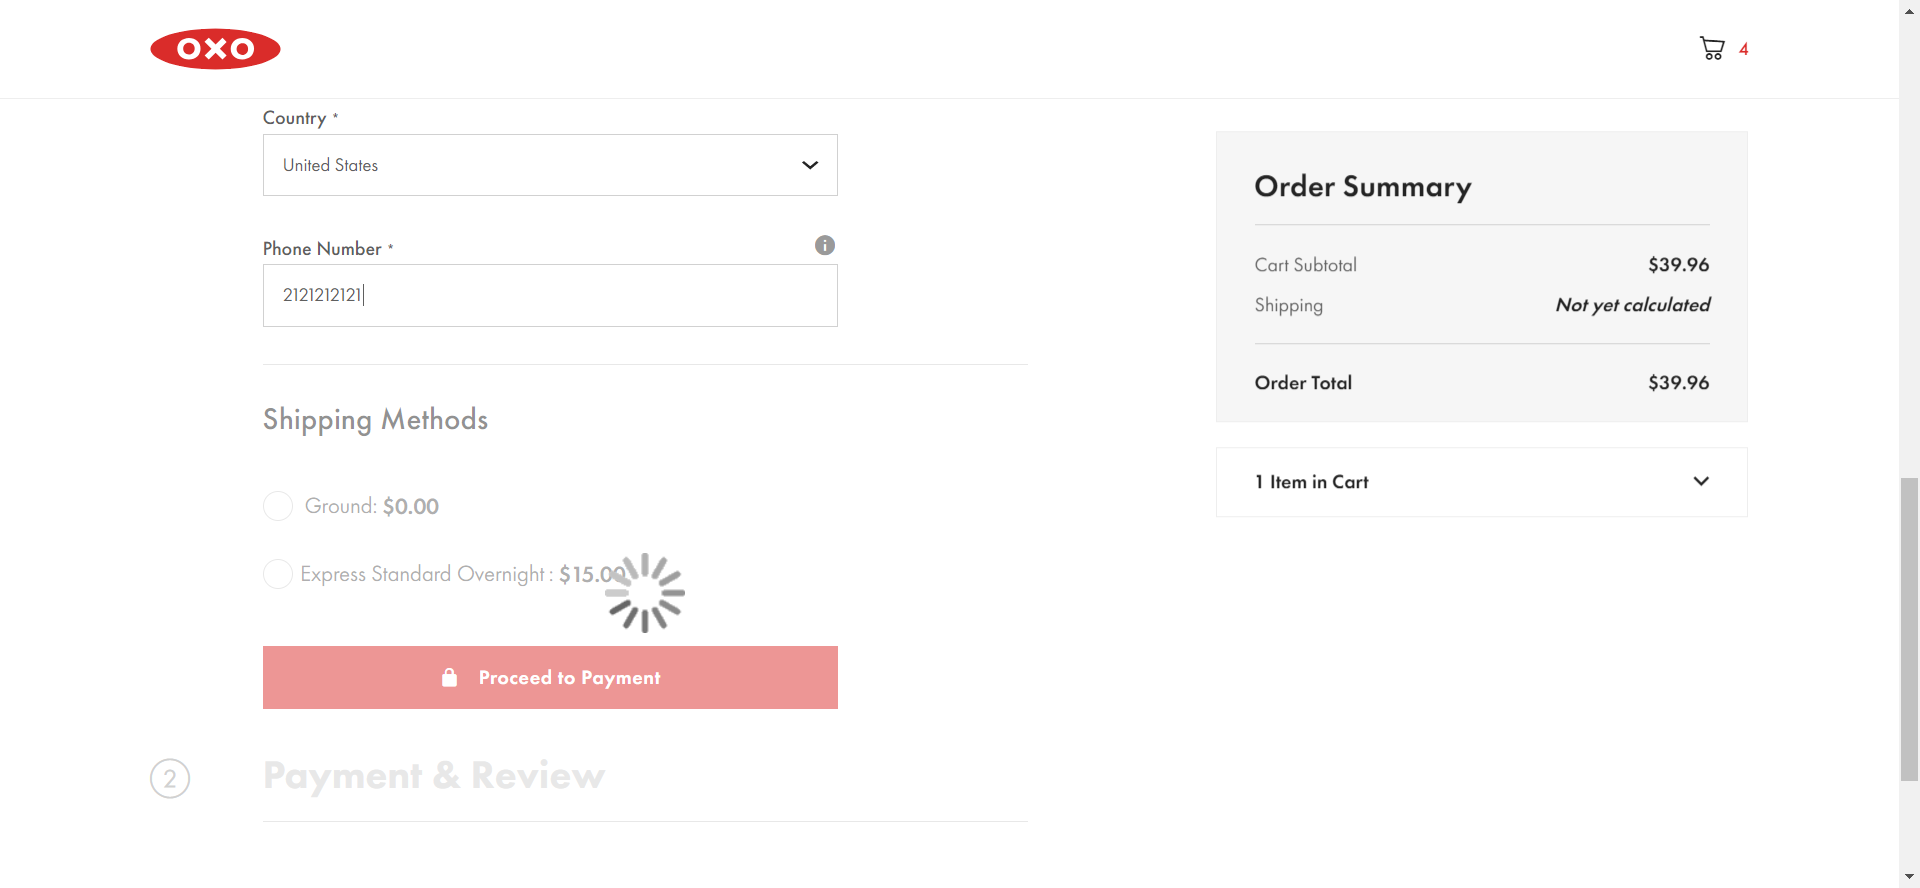 OXO
4
Country *
United States
Phone Number *
2121212121
Shipping Methods
Ground: $0.00
Express Standard Overnight : $15.00
Proceed to Payment
2
Payment & Review
Order Summary
Cart Subtotal $39.96
Shipping Not yet calculated
Order Total $39.96
1 Item in Cart